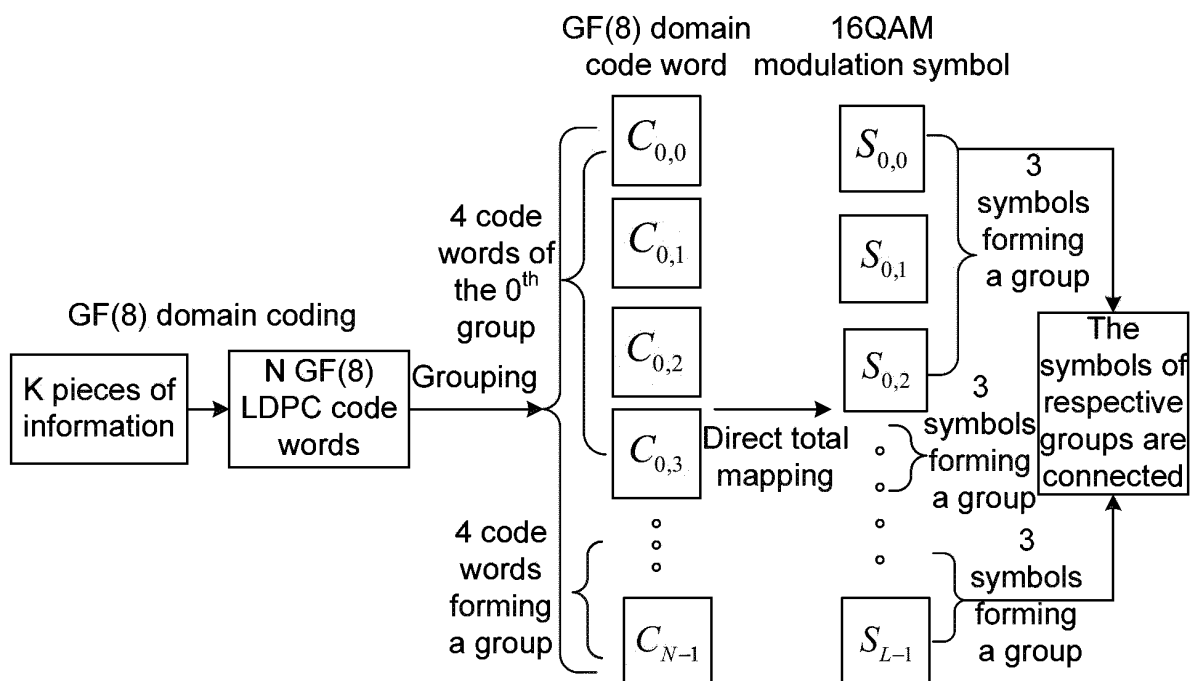 GF(8) domain
code word
16QAM
modulation symbol
C0,0
C0,1
C0,2
C0,3
CN−1
S0,0
S0,1
S0,2
SL−1
4 code
words of
the 0th
group
GF(8) domain coding
K pieces of
information
N GF(8)
LDPC code
words
Grouping
Direct total
mapping
4 code
words
forming
a group
3
symbols
forming
a group
3
symbols
forming
a group
3
symbols
forming
a group
The
symbols of
respective
groups are
connected